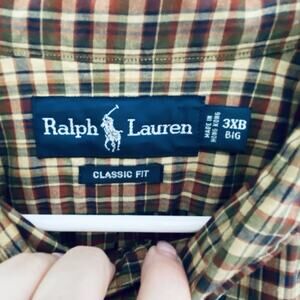 Ralph Lauren
MADE IN
HONG KONG
3XB
BIG
CLASSIC FIT